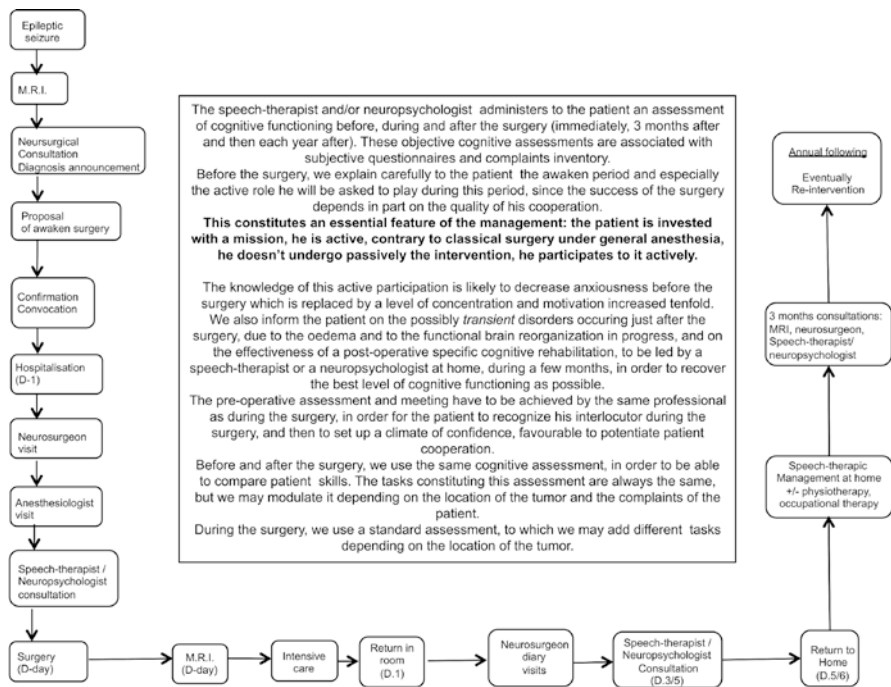 Epileptic
seizure
M.R.I.
Neursurgical
Consultation
Diagnosis announcement
Proposal
of awaken surgery
Confirmation
Convocation
Hospitalisation
(D-1)
Neurosurgeon
visit
Anesthesiologist
visit
Speech-therapist /
Neuropsychologist
consultation
Surgery
(D-day)
M.R.I.
(D-day)
Intensive
care
Return in
room
(D.1)
Neurosurgeon
diary
visits
Speech-therapist /
Neuropsychologist
Consultation
(D.3/5)
Return to
Home
(D.5/6)
Speech-therapic
Management at home
+/- physiotherapy,
occupational therapy
3 months consultations:
MRI, neurosurgeon,
Speech-therapist/
neuropsychologist
Annual following
Eventually
Re-intervention
The speech-therapist and/or neuropsychologist administers to the patient an assessment
of cognitive functioning before, during and after the surgery (immediately, 3 months after
and then each year after). These objective cognitive assessments are associated with
subjective questionnaires and complaints inventory.
Before the surgery, we explain carefully to the patient the awaken period and especially
the active role he will be asked to play during this period, since the success of the surgery
depends in part on the quality of his cooperation.
This constitutes an essential feature of the management: the patient is invested
with a mission, he is active, contrary to classical surgery under general anesthesia,
he doesn't undergo passively the intervention, he participates to it actively.
The knowledge of this active participation is likely to decrease anxiousness before the
surgery which is replaced by a level of concentration and motivation increased tenfold.
We also inform the patient on the possibly transient disorders occuring just after the
surgery, due to the oedema and to the functional brain reorganization in progress, and on
the effectiveness of a post-operative specific cognitive rehabilitation, to be led by a
speech-therapist or a neuropsychologist at home, during a few months, in order to recover
the best level of cognitive functioning as possible.
The pre-operative assessment and meeting have to be achieved by the same professional
as during the surgery, in order for the patient to recognize his interlocutor during the
surgery, and then to set up a climate of confidence, favourable to potentiate patient
cooperation.
Before and after the surgery, we use the same cognitive assessment, in order to be able
to compare patient skills. The tasks constituting this assessment are always the same,
but we may modulate it depending on the location of the tumor and the complaints of the
patient.
During the surgery, we use a standard assessment, to which we may add different tasks
depending on the location of the tumor.